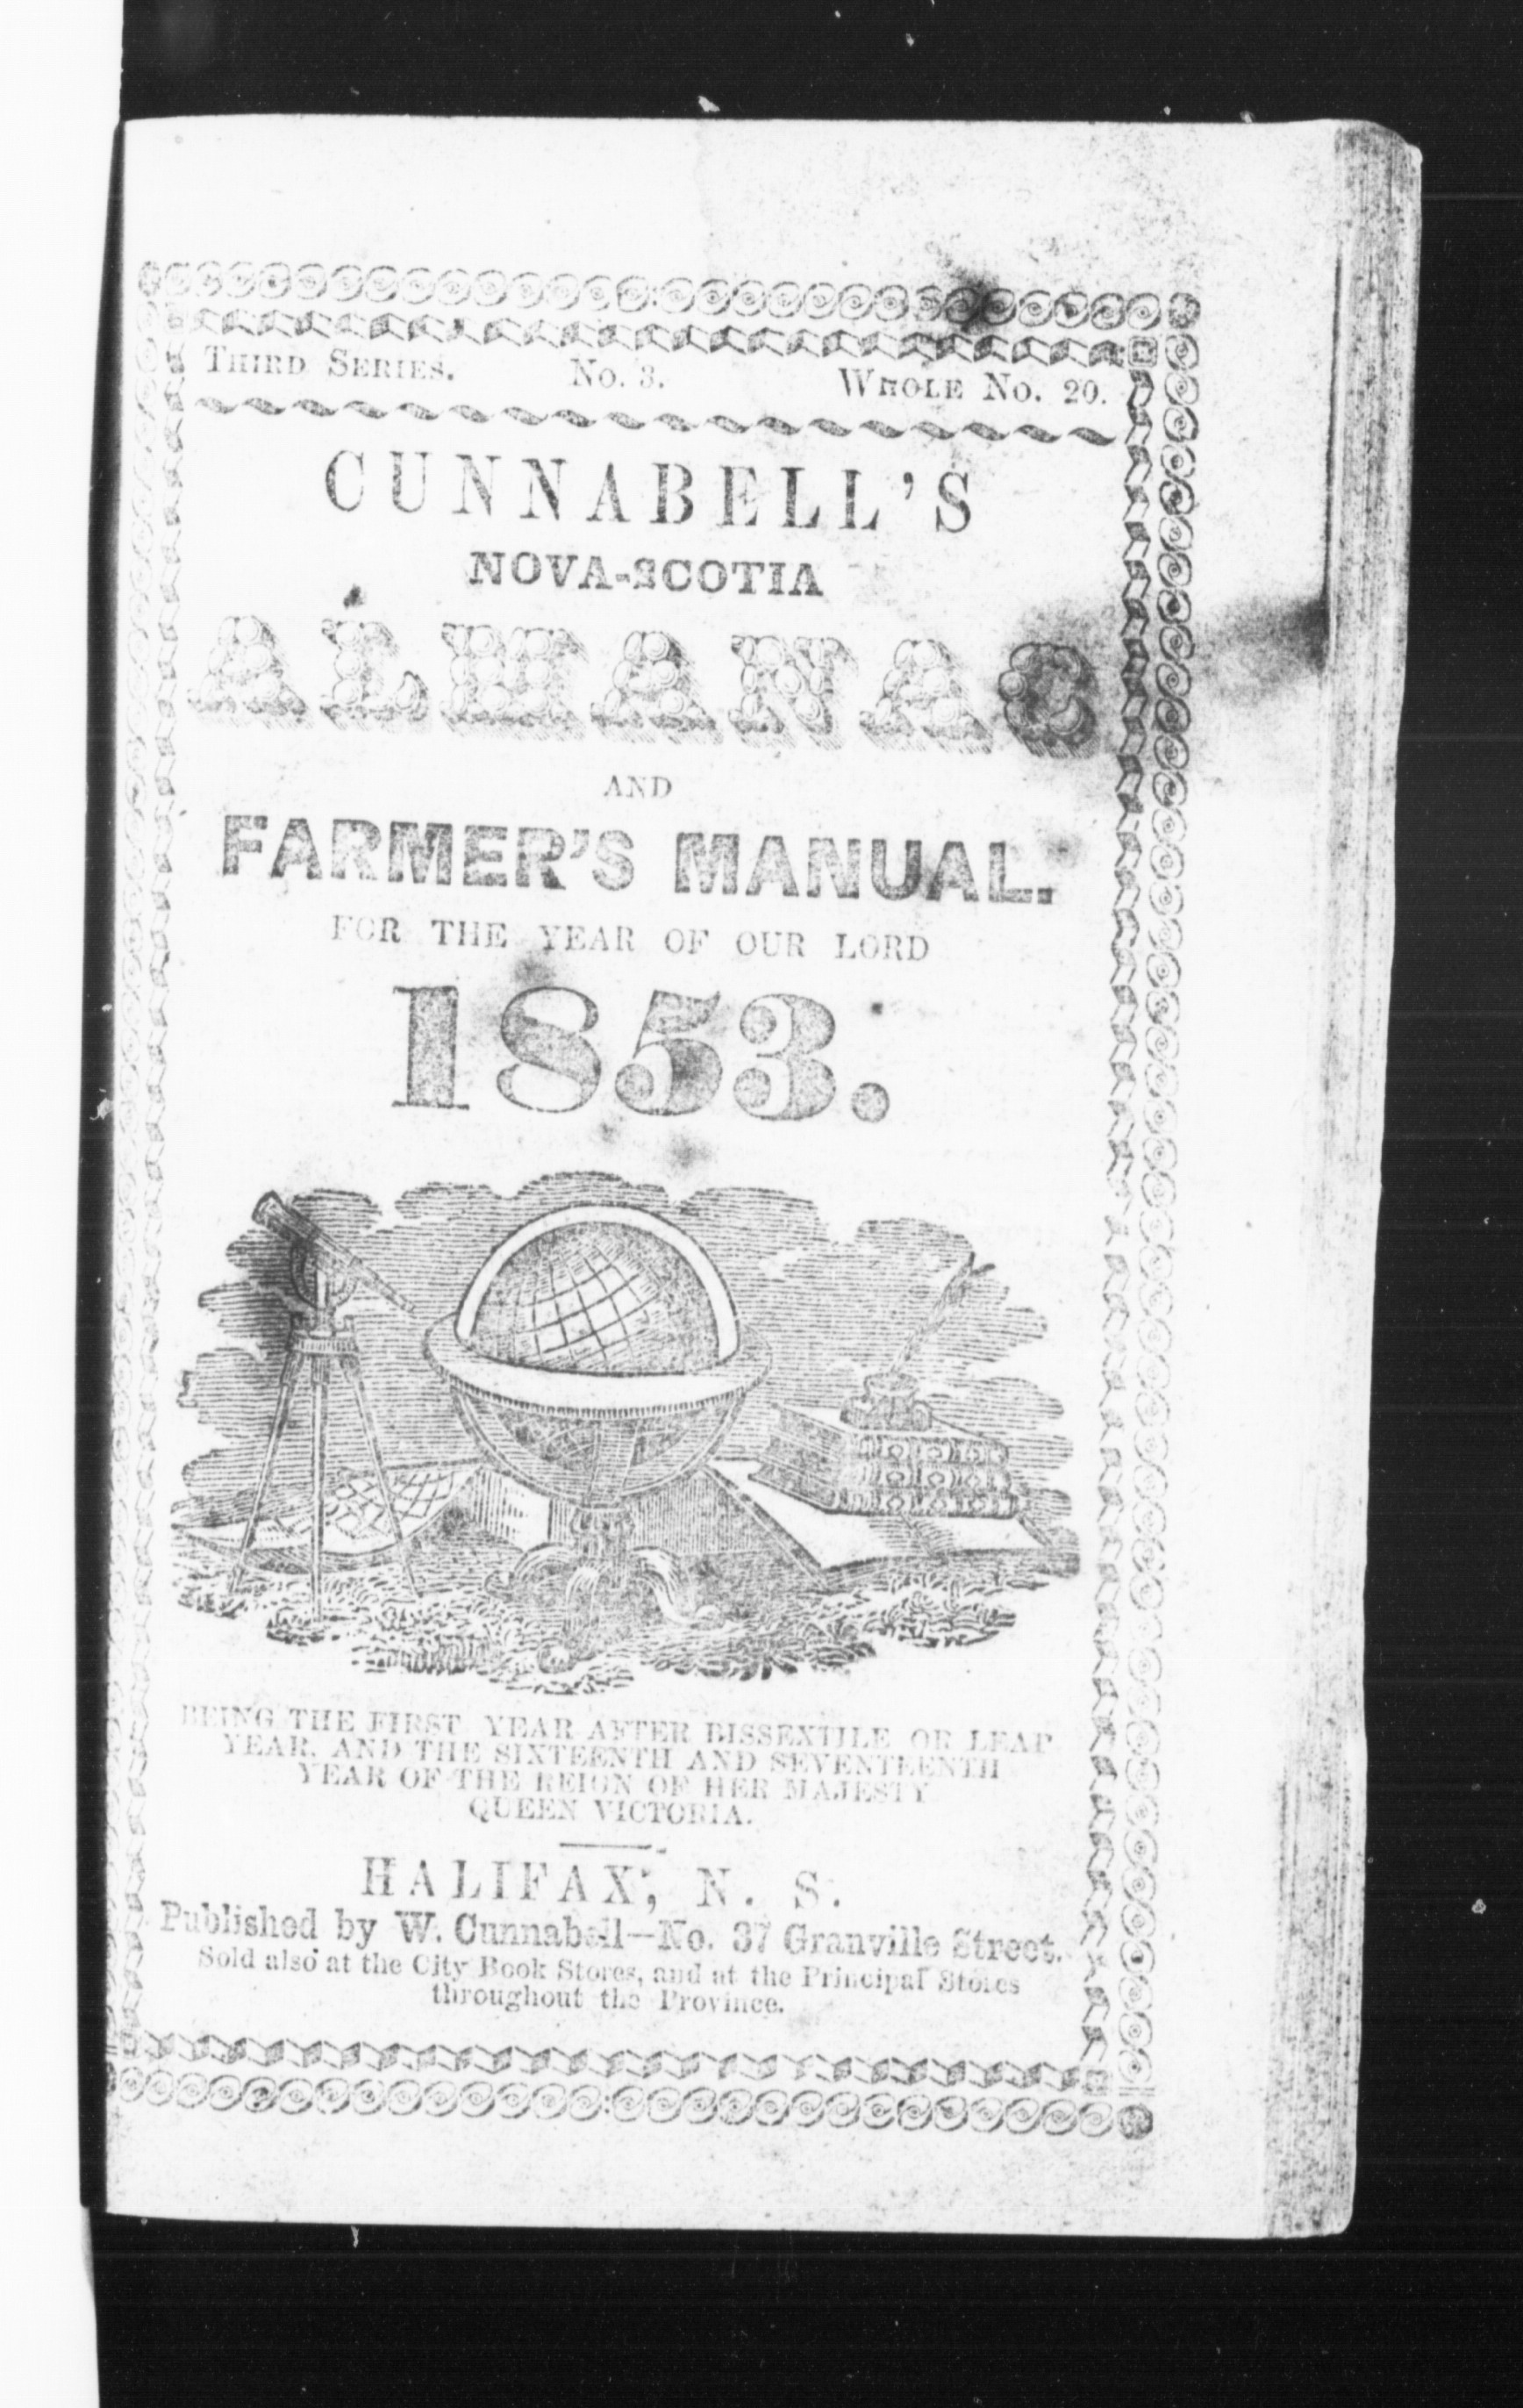 THIRD SERIES. No. 3. WHOLE No. 20.
CUNNABELL'S
NOVA-SCOTIA
ALMANAC
AND
FARMER'S MANUAL.
FOR THE YEAR OF OUR LORD
1853.
BEING THE FIRST YEAR AFTER BISSEXTILE OR LEAP
YEAR, AND THE SIXTEENTH AND SEVENTEENTH
YEAR OF THE REIGN OF HER MAJESTY
QUEEN VICTORIA.
HALIFAX, N. S.
Published by W. Cunnabell—No. 37 Granville Street.
Sold also at the City Book Stores, and at the Principal Stores
throughout the Province.